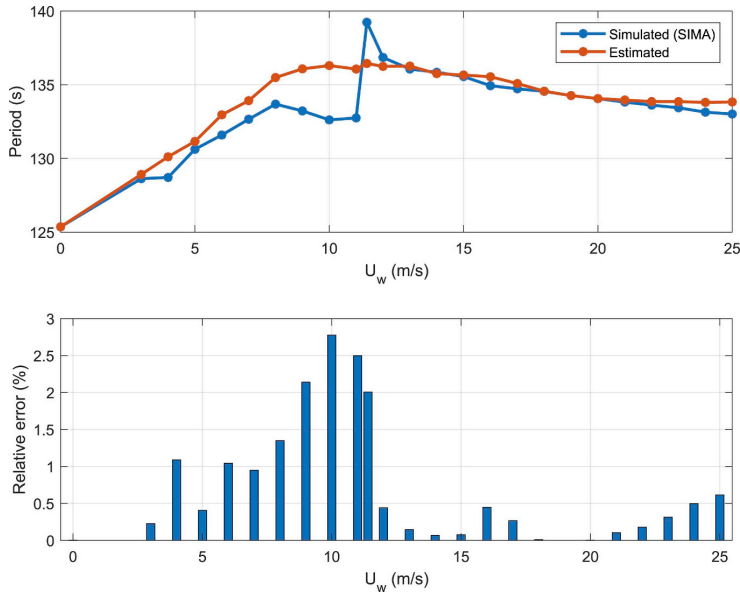 140
135
130
125
Period (s)
Simulated (SIMA)
Estimated
0 5 10 15 20 25
U_w (m/s)
3
2.5
2
1.5
1
0.5
0
Relative error (%)
0 5 10 15 20 25
U_w (m/s)